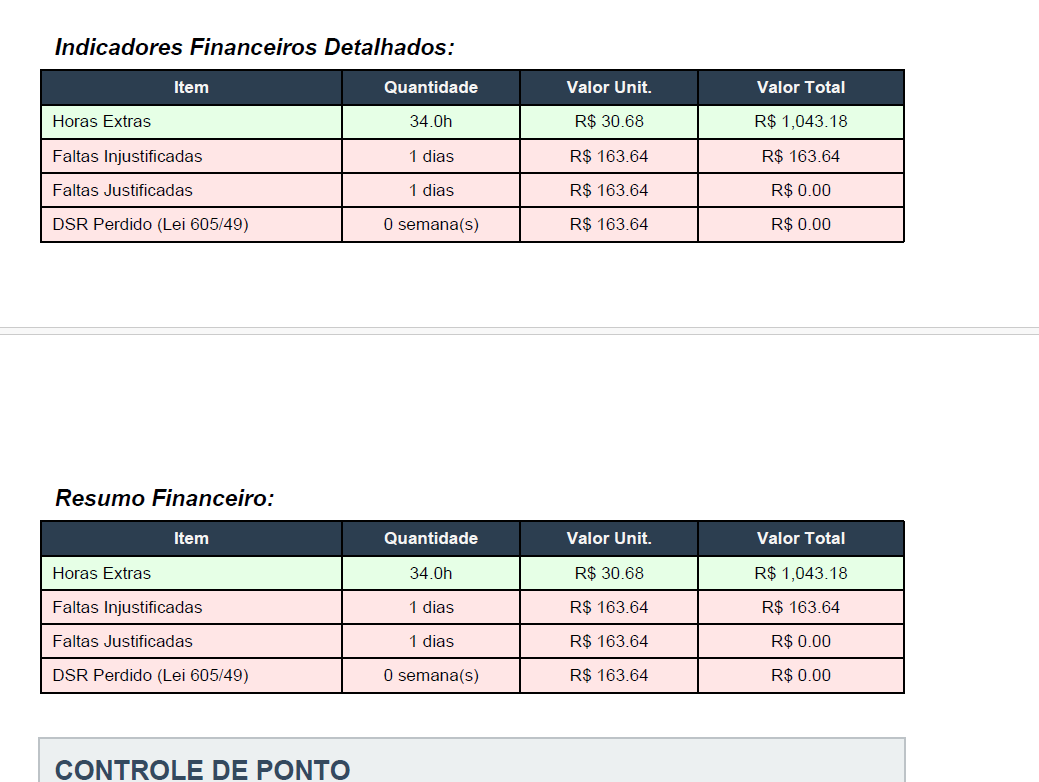 Indicadores Financeiros Detalhados:
Item Quantidade Valor Unit. Valor Total
Horas Extras 34.0h R$ 30.68 R$ 1,043.18
Faltas Injustificadas 1 dias R$ 163.64 R$ 163.64
Faltas Justificadas 1 dias R$ 163.64 R$ 0.00
DSR Perdido (Lei 605/49) 0 semana(s) R$ 163.64 R$ 0.00
Resumo Financeiro:
Item Quantidade Valor Unit. Valor Total
Horas Extras 34.0h R$ 30.68 R$ 1,043.18
Faltas Injustificadas 1 dias R$ 163.64 R$ 163.64
Faltas Justificadas 1 dias R$ 163.64 R$ 0.00
DSR Perdido (Lei 605/49) 0 semana(s) R$ 163.64 R$ 0.00
CONTROLE DE PONTO